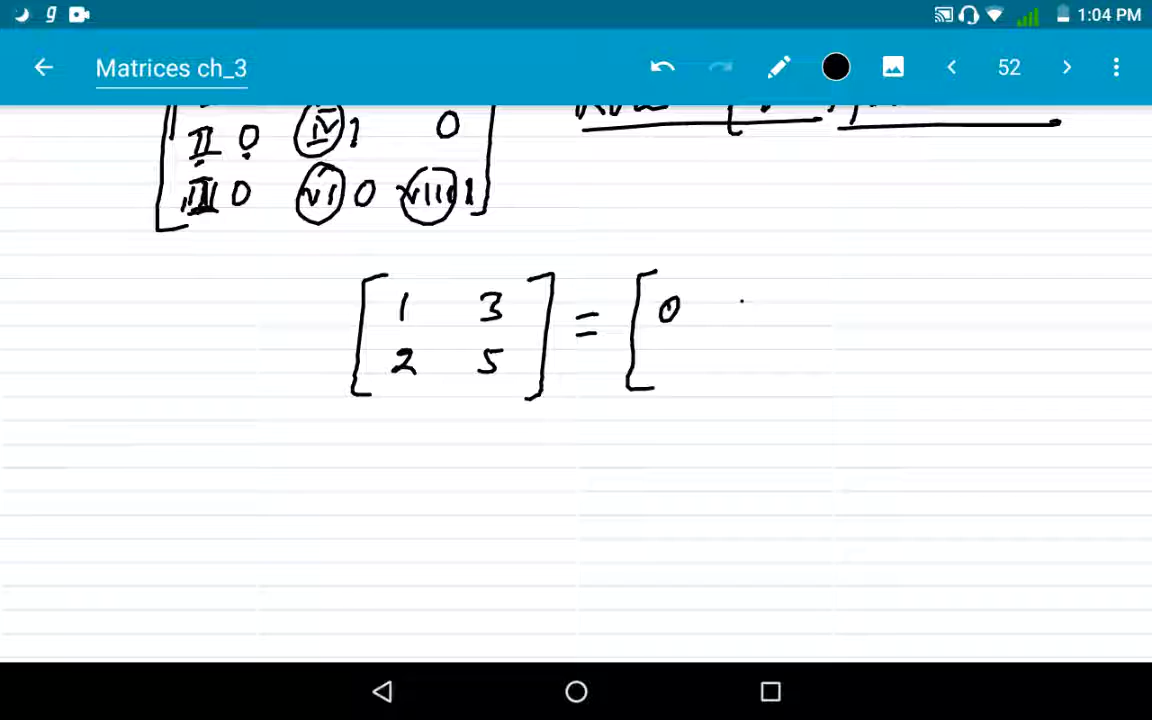 g 1:04 PM
Matrices ch_3 52
II 0 IV 1 0
III 0 VI 0 VIII 1
[ 1 3 ] = [ 0
2 5